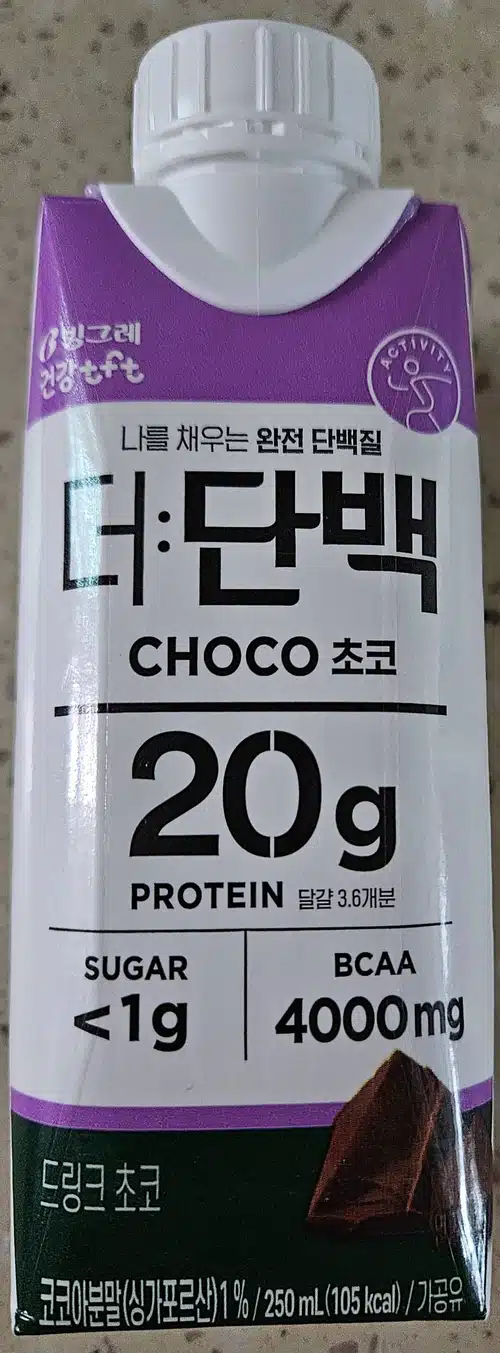 빙그레
건강tft
ACTIVITY
나를 채우는 완전 단백질
더:단백
CHOCO 초코
20g
PROTEIN 달걀 3.6개분
SUGAR
<1g
BCAA
4000mg
드링크 초코
코코아분말(싱가포르산)1 % / 250 mL(105 kcal) / 가공유